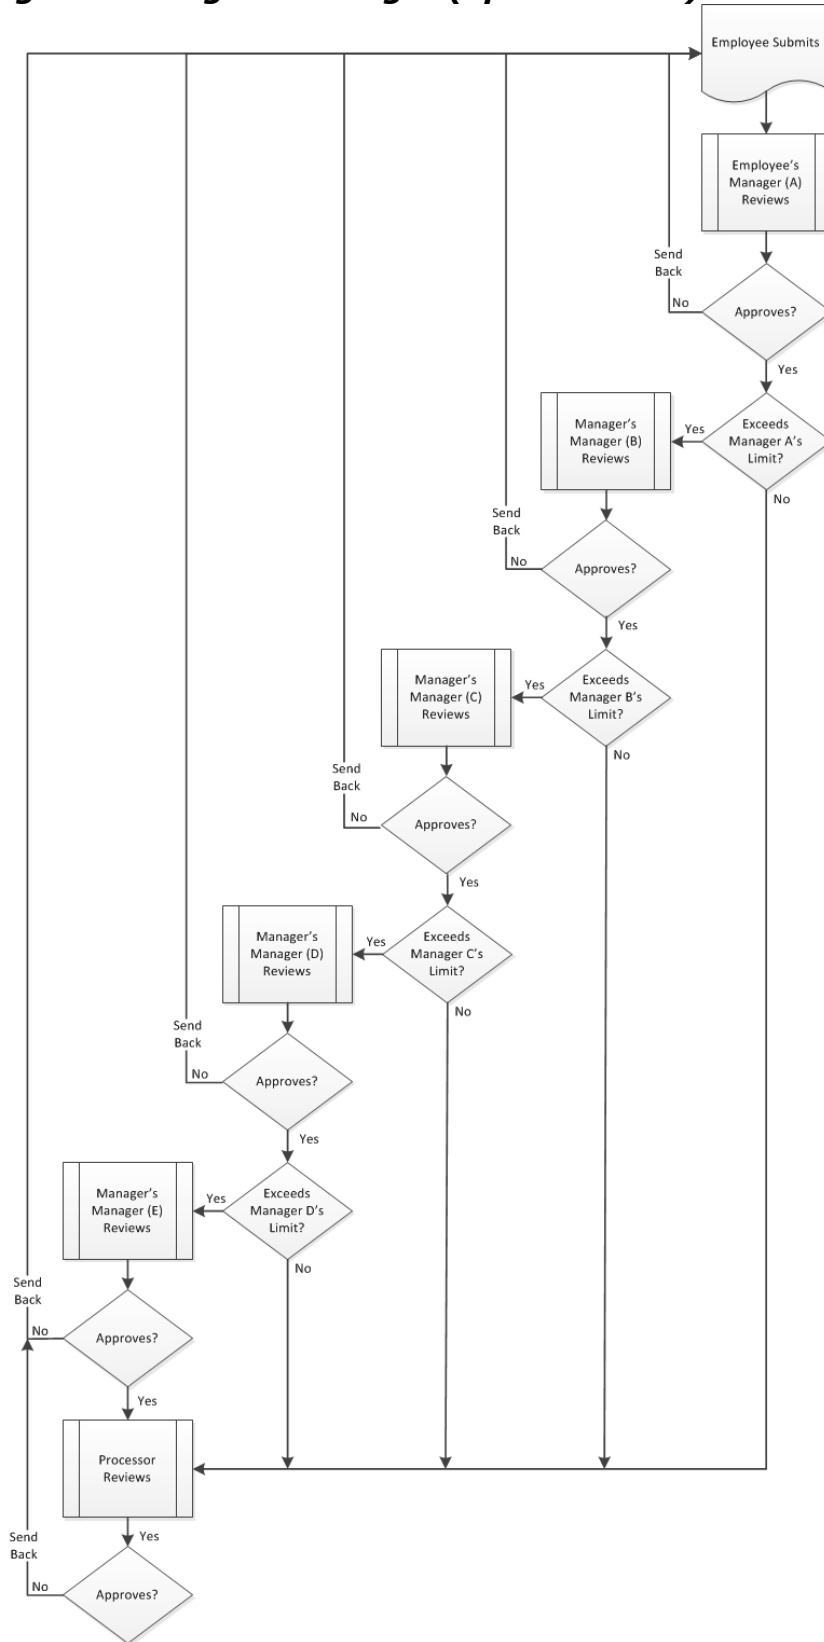 Employee Submits
Employee's
Manager (A)
Reviews
Send
Back
No
Approves?
Yes
Manager's
Manager (B)
Reviews
Yes
Exceeds
Manager A's
Limit?
No
Send
Back
No
Approves?
Yes
Manager's
Manager (C)
Reviews
Yes
Exceeds
Manager B's
Limit?
No
Send
Back
No
Approves?
Yes
Manager's
Manager (D)
Reviews
Yes
Exceeds
Manager C's
Limit?
No
Send
Back
No
Approves?
Yes
Manager's
Manager (E)
Reviews
Yes
Exceeds
Manager D's
Limit?
No
Send
Back
No
Approves?
Yes
Processor
Reviews
Yes
Send
Back
No
Approves?